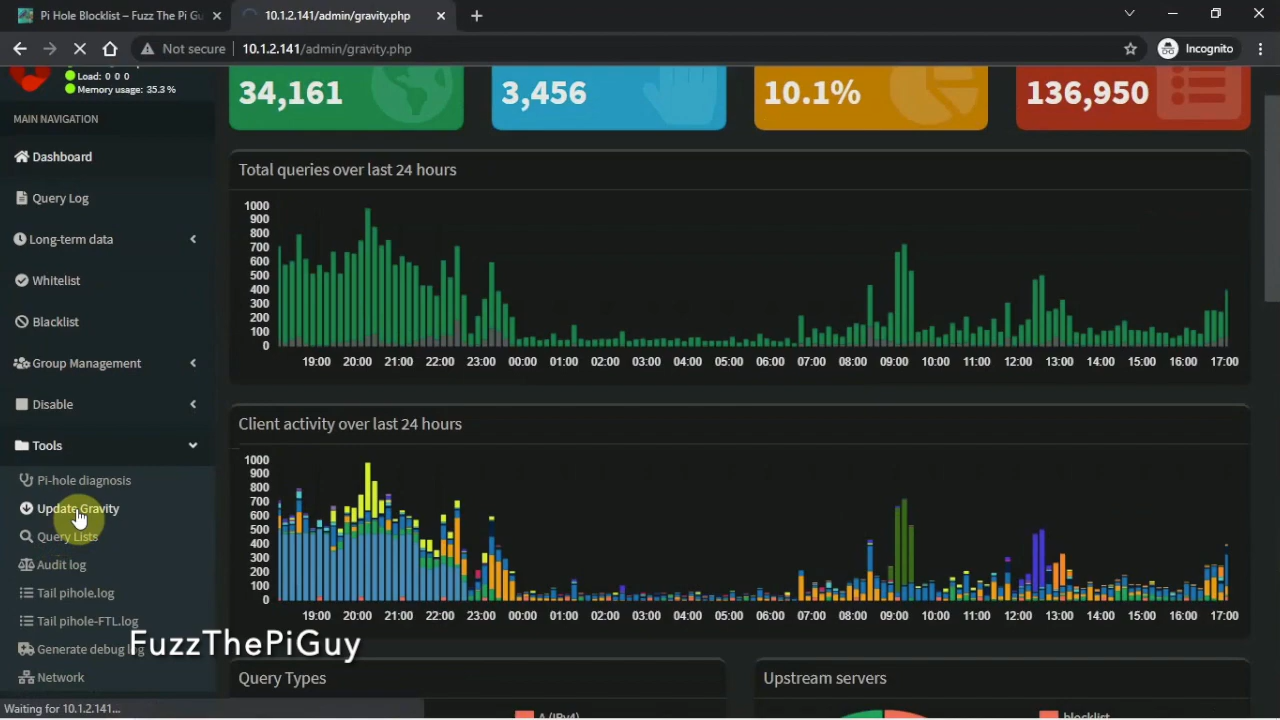 Pi Hole Blocklist – Fuzz The Pi Gu
10.1.2.141/admin/gravity.php
Not secure
10.1.2.141/admin/gravity.php
Incognito
Load: 0 0 0
Memory usage: 35.3 %
34,161
3,456
10.1%
136,950
MAIN NAVIGATION
Dashboard
Query Log
Long-term data
Whitelist
Blacklist
Group Management
Disable
Tools
Pi-hole diagnosis
Update Gravity
Query Lists
Audit log
Tail pihole.log
Tail pihole-FTL.log
Generate debug log
Network
Total queries over last 24 hours
1000
900
800
700
600
500
400
300
200
100
0
19:00 20:00 21:00 22:00 23:00 00:00 01:00 02:00 03:00 04:00 05:00 06:00 07:00 08:00 09:00 10:00 11:00 12:00 13:00 14:00 15:00 16:00 17:00
Client activity over last 24 hours
1000
900
800
700
600
500
400
300
200
100
0
19:00 20:00 21:00 22:00 23:00 00:00 01:00 02:00 03:00 04:00 05:00 06:00 07:00 08:00 09:00 10:00 11:00 12:00 13:00 14:00 15:00 16:00 17:00
FuzzThePiGuy
Query Types
Upstream servers
A (IPv4)
blocklist
Waiting for 10.1.2.141...